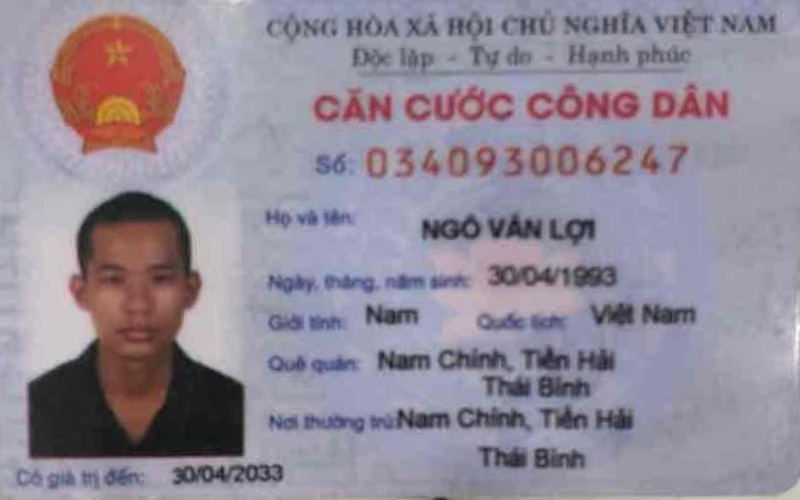 CỘNG HÒA XÃ HỘI CHỦ NGHĨA VIỆT NAM
Độc lập - Tự do - Hạnh phúc
CĂN CƯỚC CÔNG DÂN
Số: 034093006247
Họ và tên: NGÔ VĂN LỢI
Ngày, tháng, năm sinh: 30/04/1993
Giới tính: Nam Quốc tịch: Việt Nam
Quê quán: Nam Chính, Tiền Hải
Thái Bình
Nơi thường trú: Nam Chính, Tiền Hải
Thái Bình
Có giá trị đến: 30/04/2033